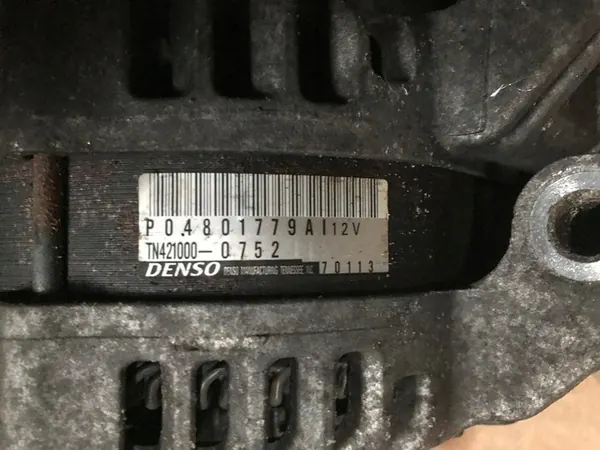 P04801779AI 12V
TN421000-0752
DENSO DENSO MANUFACTURING TENNESSEE, INC. 70113